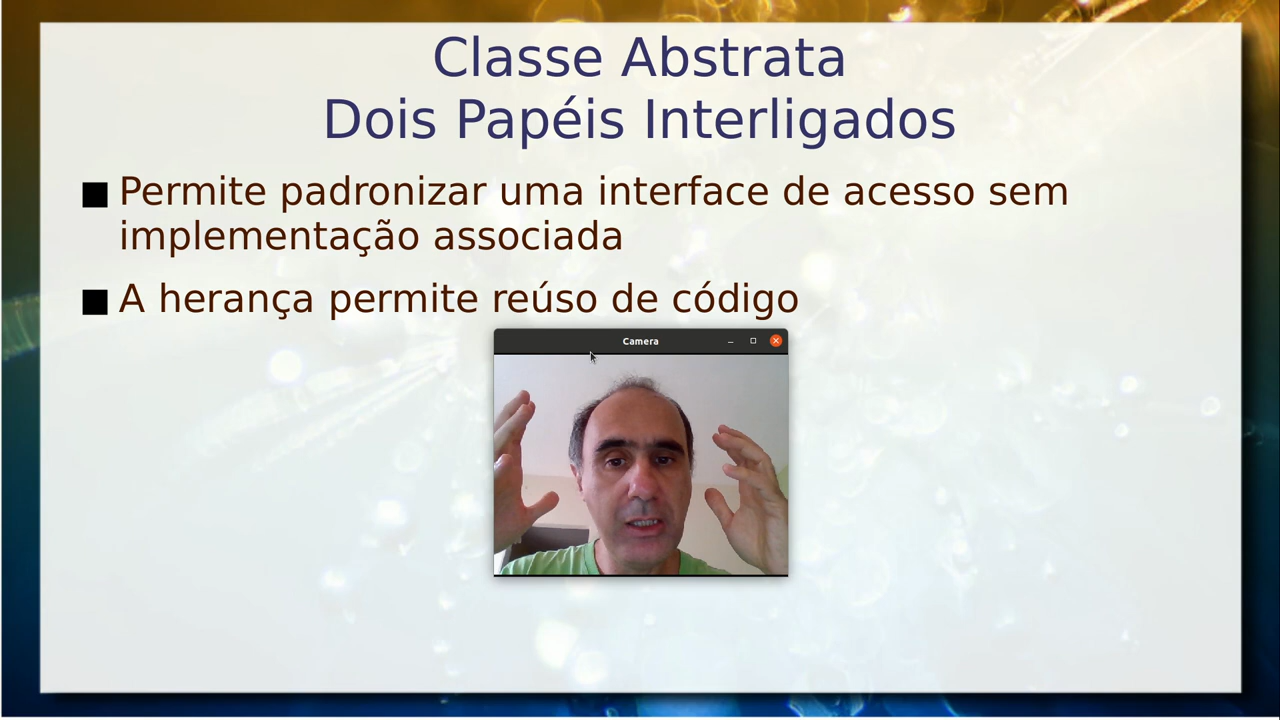 Classe Abstrata
Dois Papéis Interligados
■ Permite padronizar uma interface de acesso sem
implementação associada
■ A herança permite reúso de código
Camera